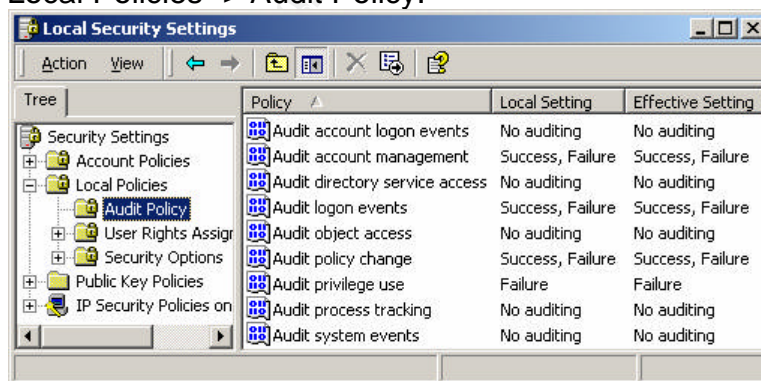 Local Policies -> Audit Policy.
Local Security Settings
Action View
Tree
Policy Local Setting Effective Setting
Security Settings
Account Policies
Local Policies
Audit Policy
User Rights Assigr
Security Options
Public Key Policies
IP Security Policies on
Audit account logon events No auditing No auditing
Audit account management Success, Failure Success, Failure
Audit directory service access No auditing No auditing
Audit logon events Success, Failure Success, Failure
Audit object access No auditing No auditing
Audit policy change Success, Failure Success, Failure
Audit privilege use Failure Failure
Audit process tracking No auditing No auditing
Audit system events No auditing No auditing